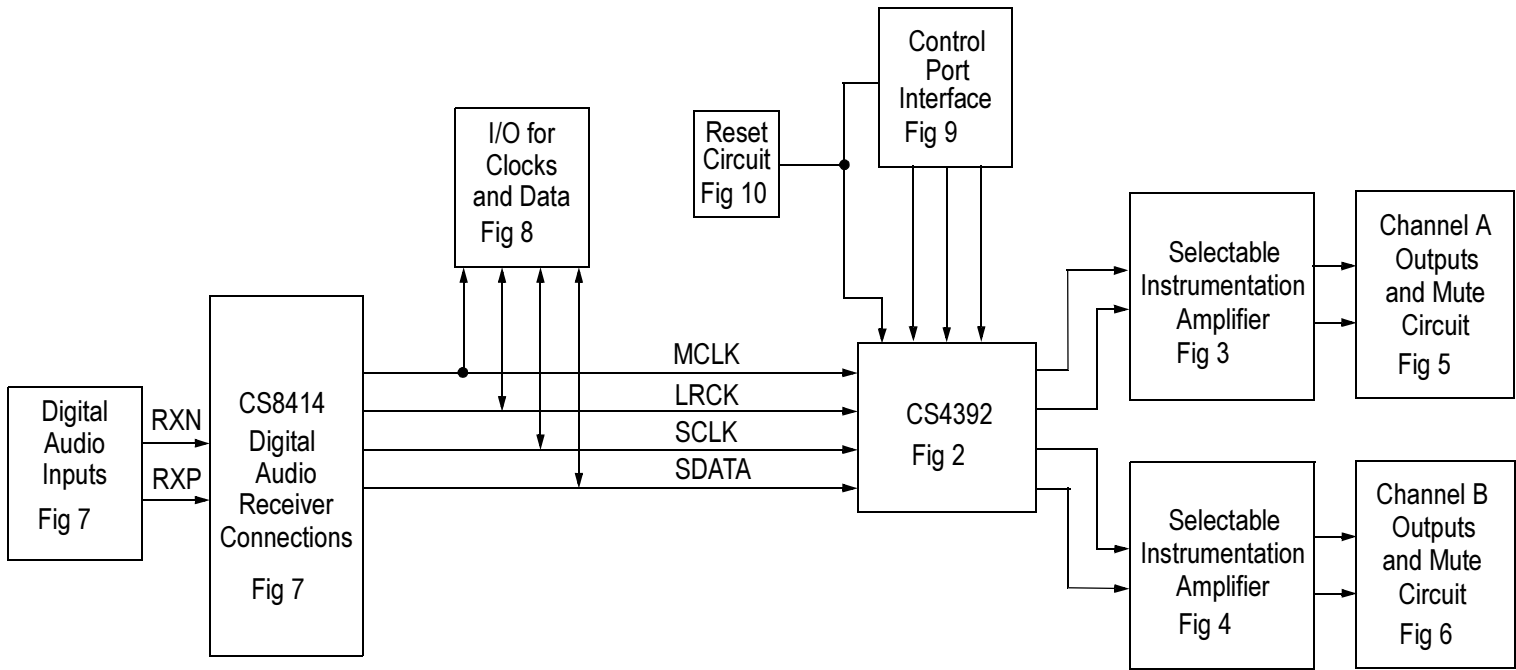 Control
Port
Interface
Fig 9
I/O for
Clocks
and Data
Fig 8
Reset
Circuit
Fig 10
Selectable
Instrumentation
Amplifier
Fig 3
Channel A
Outputs
and Mute
Circuit
Fig 5
MCLK
LRCK
SCLK
SDATA
Digital
Audio
Inputs
Fig 7
RXN
RXP
CS8414
Digital
Audio
Receiver
Connections
Fig 7
CS4392
Fig 2
Selectable
Instrumentation
Amplifier
Fig 4
Channel B
Outputs
and Mute
Circuit
Fig 6